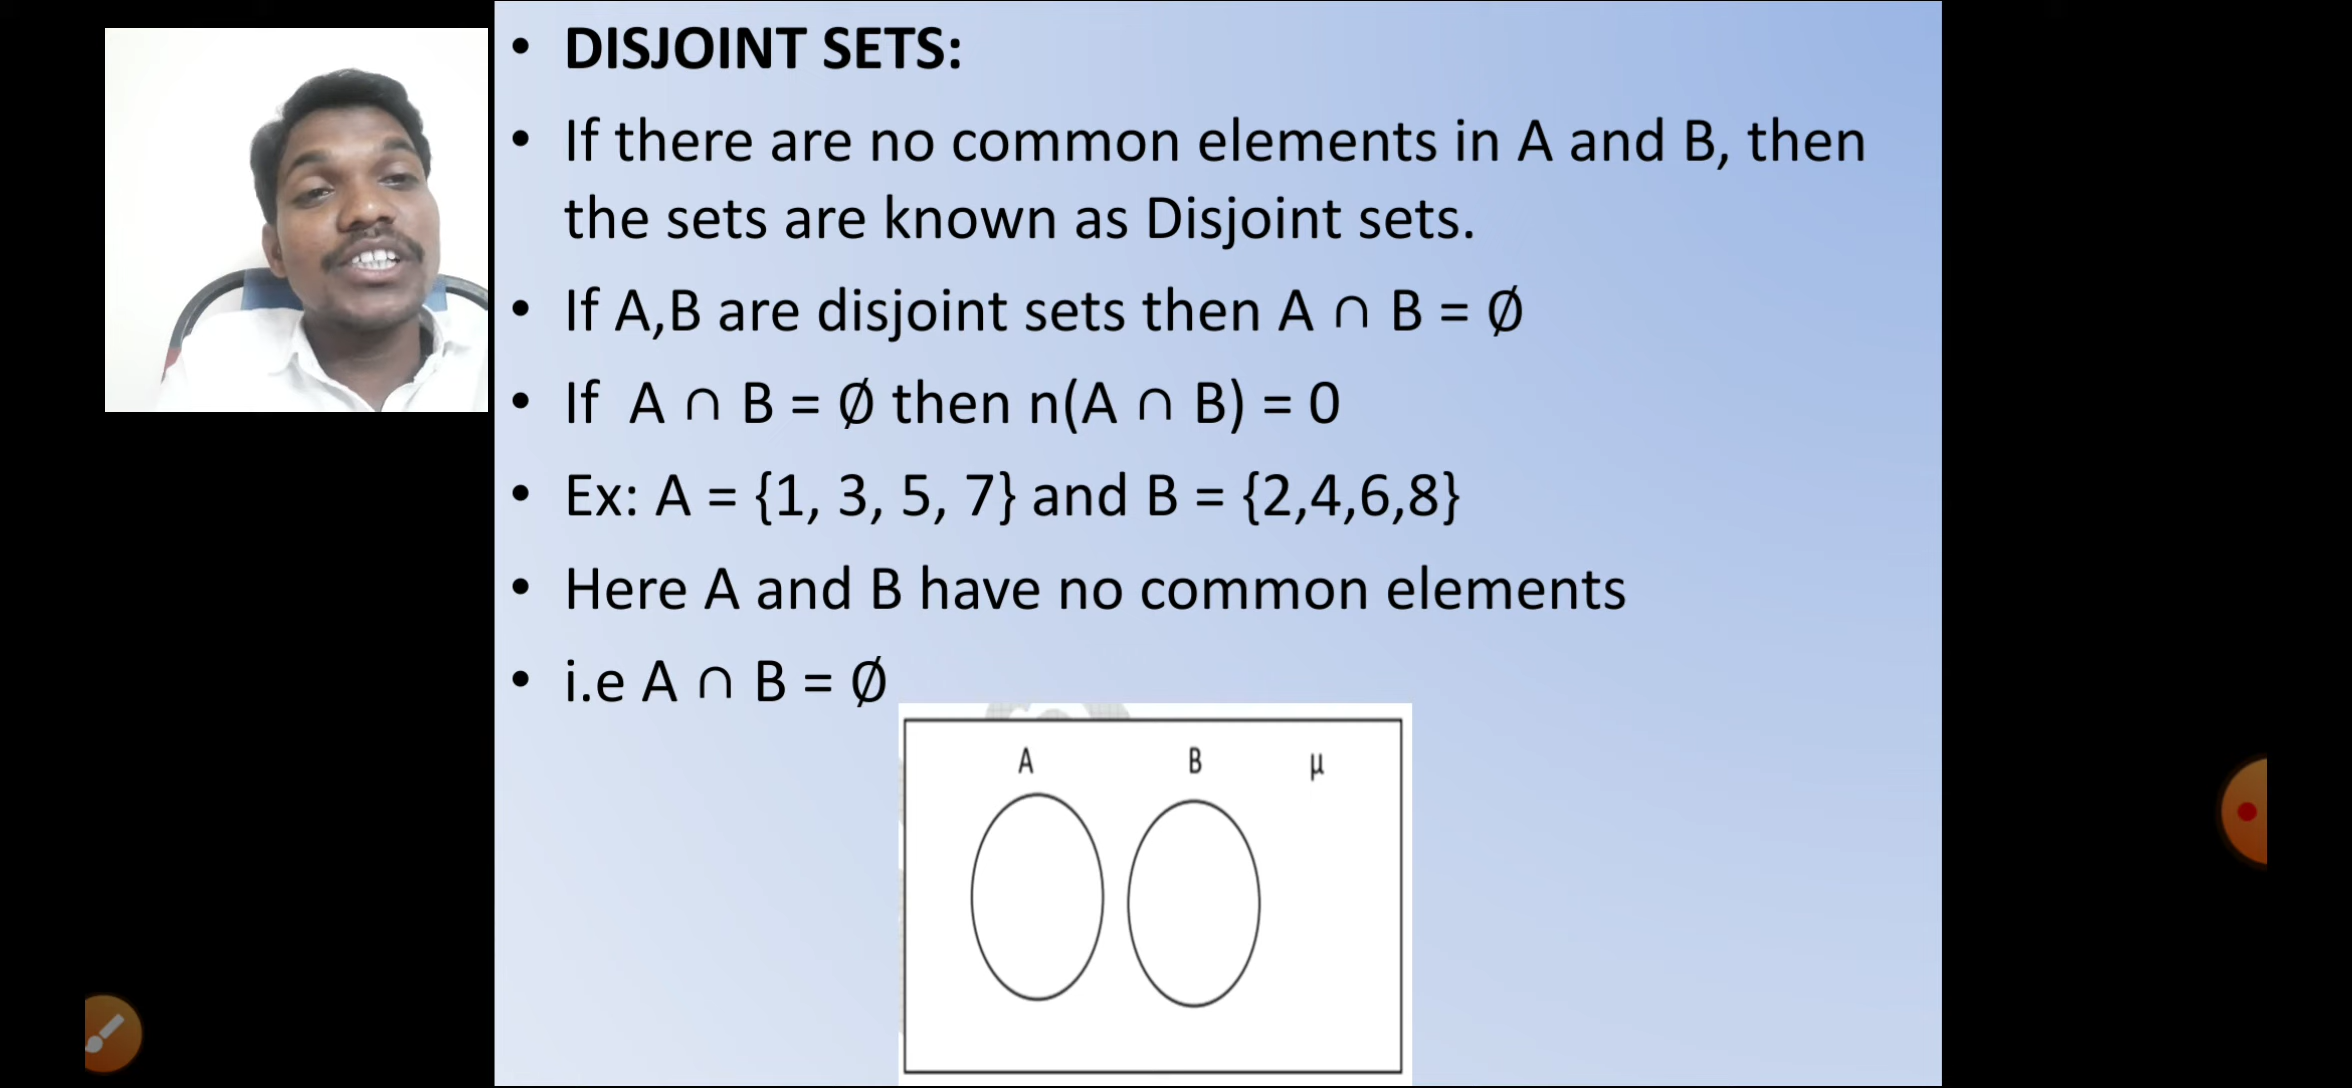 • DISJOINT SETS:
• If there are no common elements in A and B, then
the sets are known as Disjoint sets.
• If A,B are disjoint sets then A ∩ B = ∅
• If  A ∩ B = ∅ then n(A ∩ B) = 0
• Ex: A = {1, 3, 5, 7} and B = {2,4,6,8}
• Here A and B have no common elements
• i.e A ∩ B = ∅
A B μ